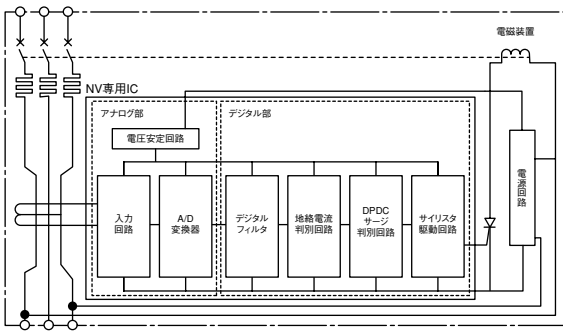 電磁装置
NV専用IC
アナログ部
デジタル部
電圧安定回路
入力
回路
A/D
変換器
デジタル
フィルタ
地絡電流
判別回路
DPDC
サージ
判別回路
サイリスタ
駆動回路
電源回路